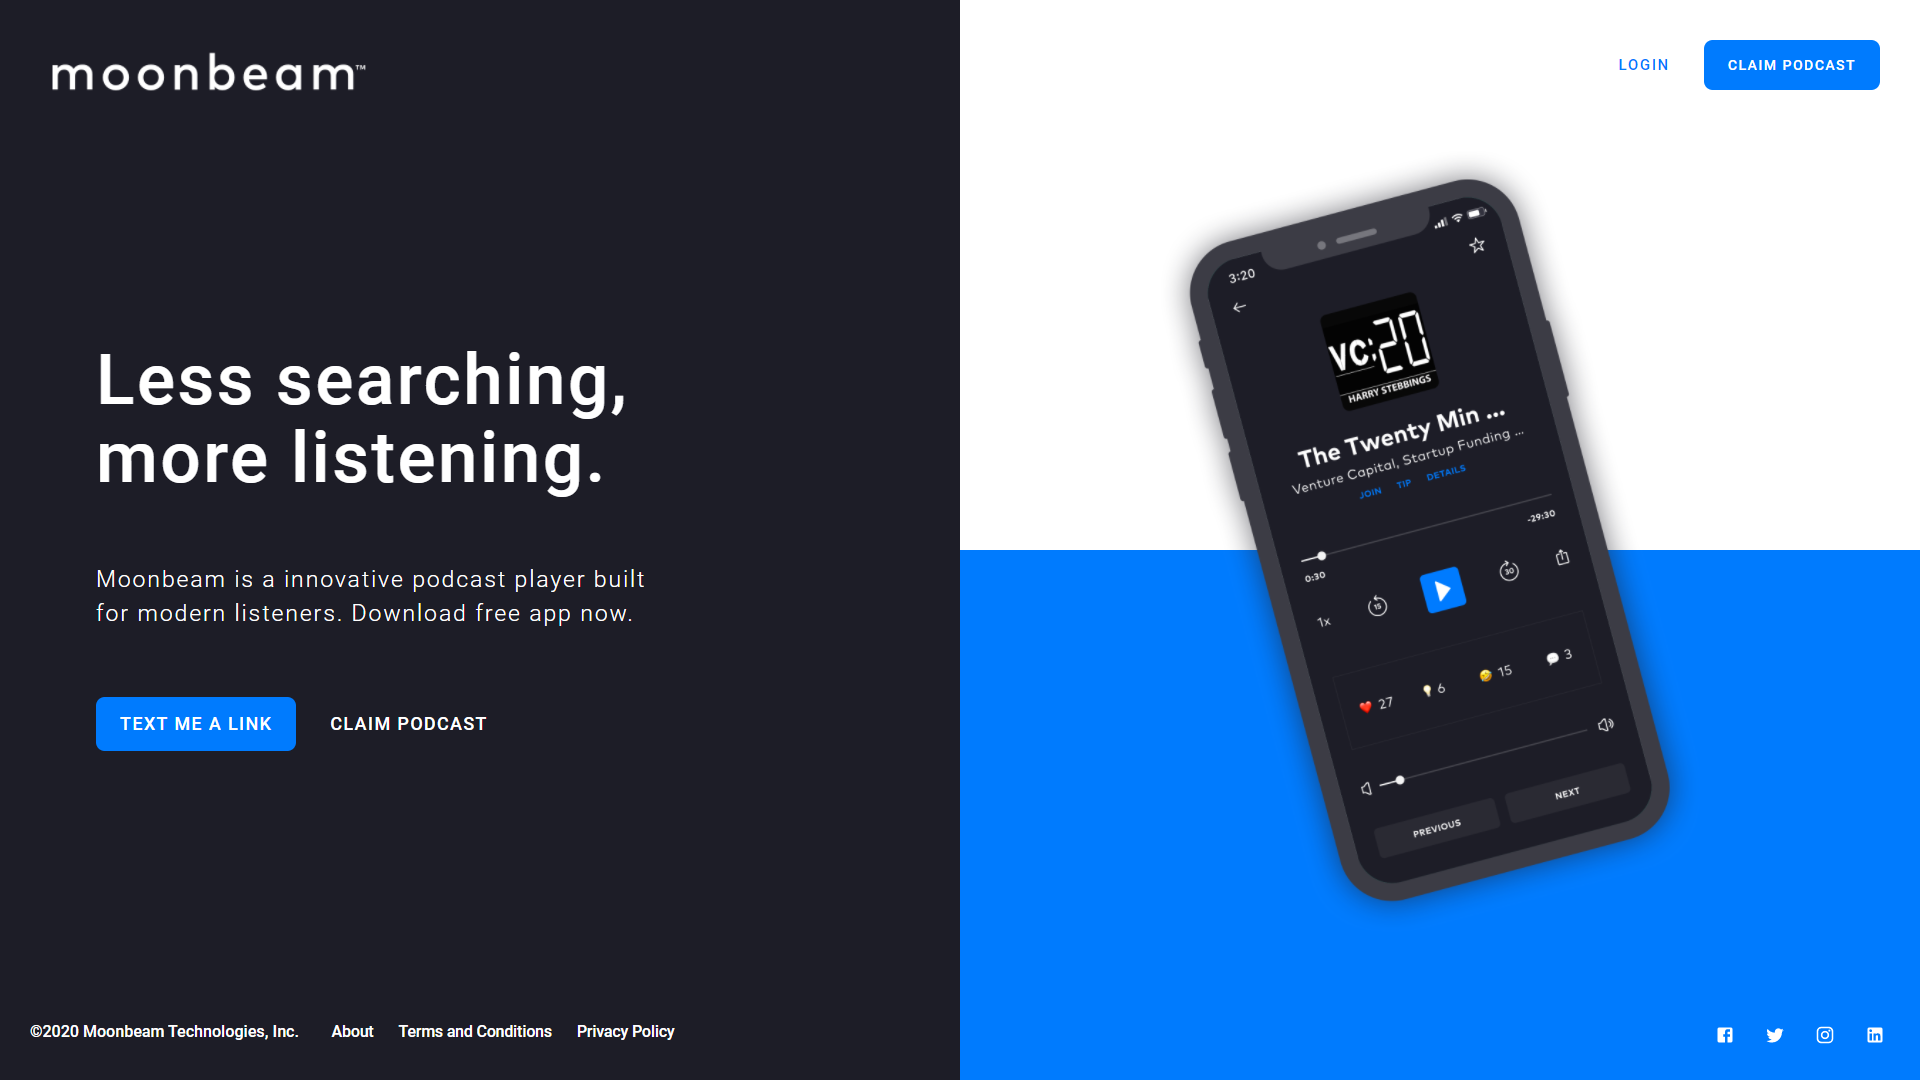 moonbeam™
LOGIN
CLAIM PODCAST
Less searching,
more listening.
Moonbeam is a innovative podcast player built
for modern listeners. Download free app now.
TEXT ME A LINK
CLAIM PODCAST
3:20
VC:20
HARRY STEBBINGS
The Twenty Min ...
Venture Capital, Startup Funding ...
JOIN TIP DETAILS
0:30 -29:30
1x 15 30
❤️ 27 💡 6 🤣 15 💬 3
PREVIOUS NEXT
©2020 Moonbeam Technologies, Inc. About Terms and Conditions Privacy Policy